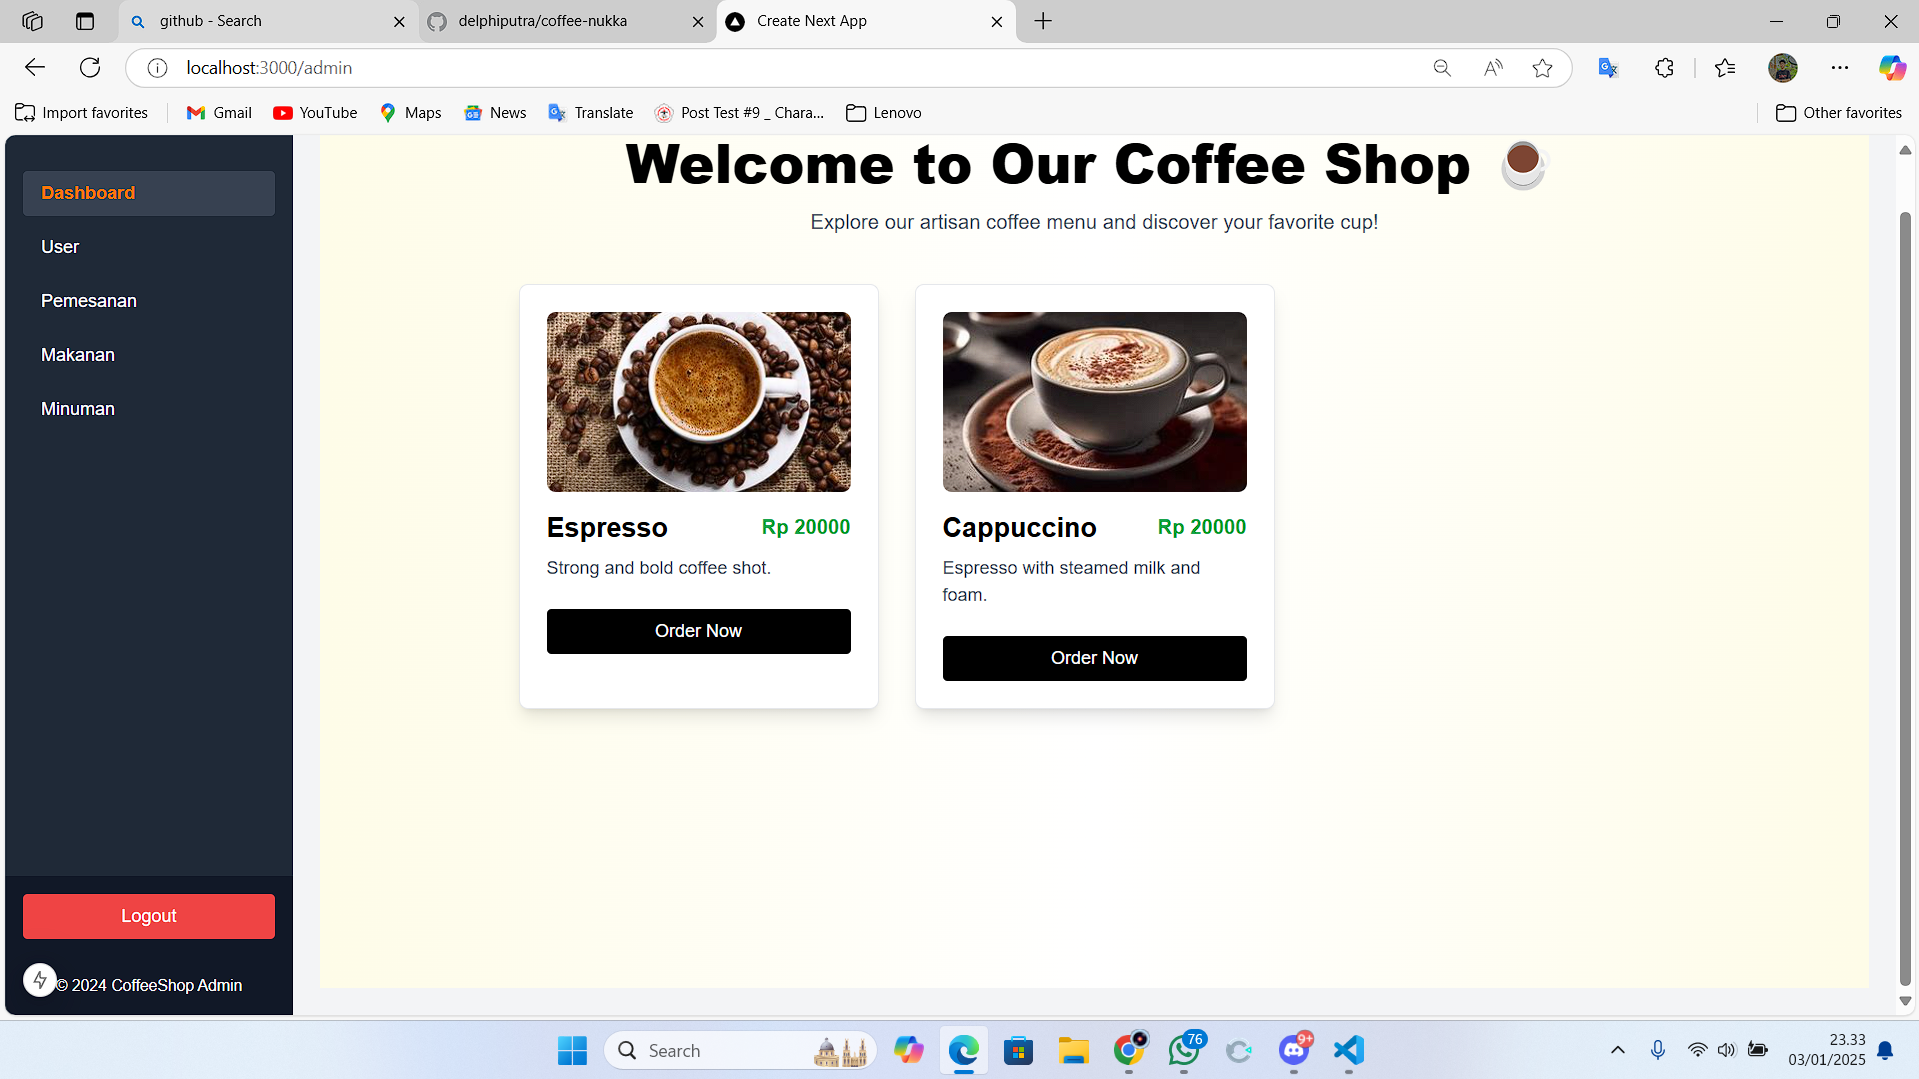 github - Search
delphiputra/coffee-nukka
Create Next App
localhost:3000/admin
Import favorites
Gmail
YouTube
Maps
News
Translate
Post Test #9 _ Chara...
Lenovo
Other favorites
Dashboard
User
Pemesanan
Makanan
Minuman
Logout
© 2024 CoffeeShop Admin
Welcome to Our Coffee Shop
Explore our artisan coffee menu and discover your favorite cup!
Espresso Rp 20000
Strong and bold coffee shot.
Order Now
Cappuccino Rp 20000
Espresso with steamed milk and
foam.
Order Now
Search
76
9+
23.33
03/01/2025